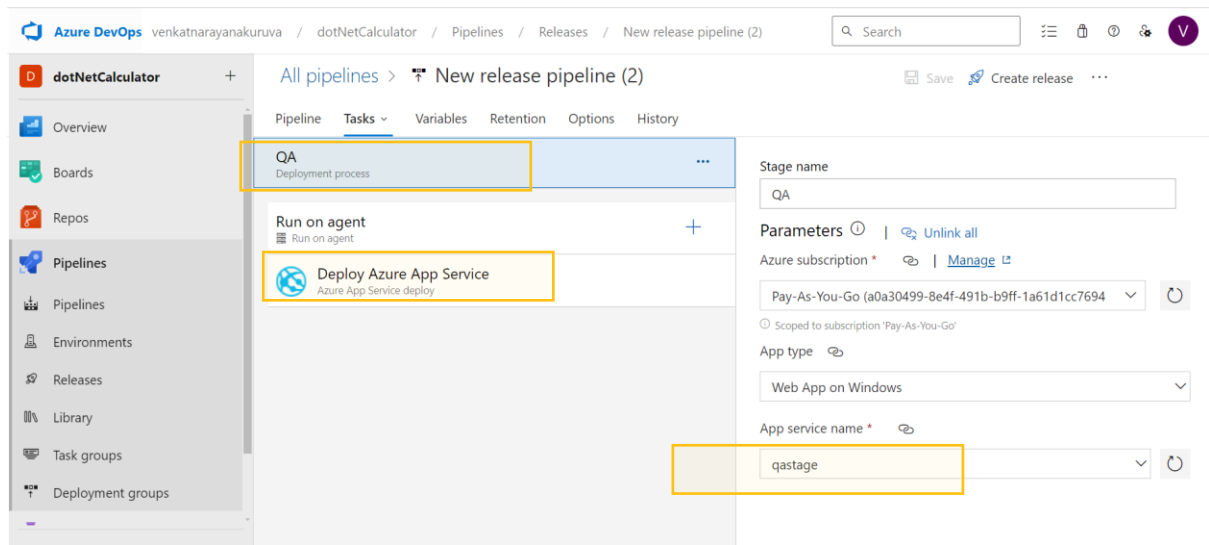 Azure DevOps venkatnarayanakuruva / dotNetCalculator / Pipelines / Releases / New release pipeline (2)
Search
V
D dotNetCalculator +
Overview
Boards
Repos
Pipelines
Pipelines
Environments
Releases
Library
Task groups
Deployment groups
All pipelines > New release pipeline (2)
Save Create release ...
Pipeline Tasks Variables Retention Options History
QA
Deployment process
...
Run on agent
Run on agent
+
Deploy Azure App Service
Azure App Service deploy
Stage name
QA
Parameters | Unlink all
Azure subscription * | Manage
Pay-As-You-Go (a0a30499-8e4f-491b-b9ff-1a61d1cc7694
Scoped to subscription 'Pay-As-You-Go'
App type
Web App on Windows
App service name *
qastage